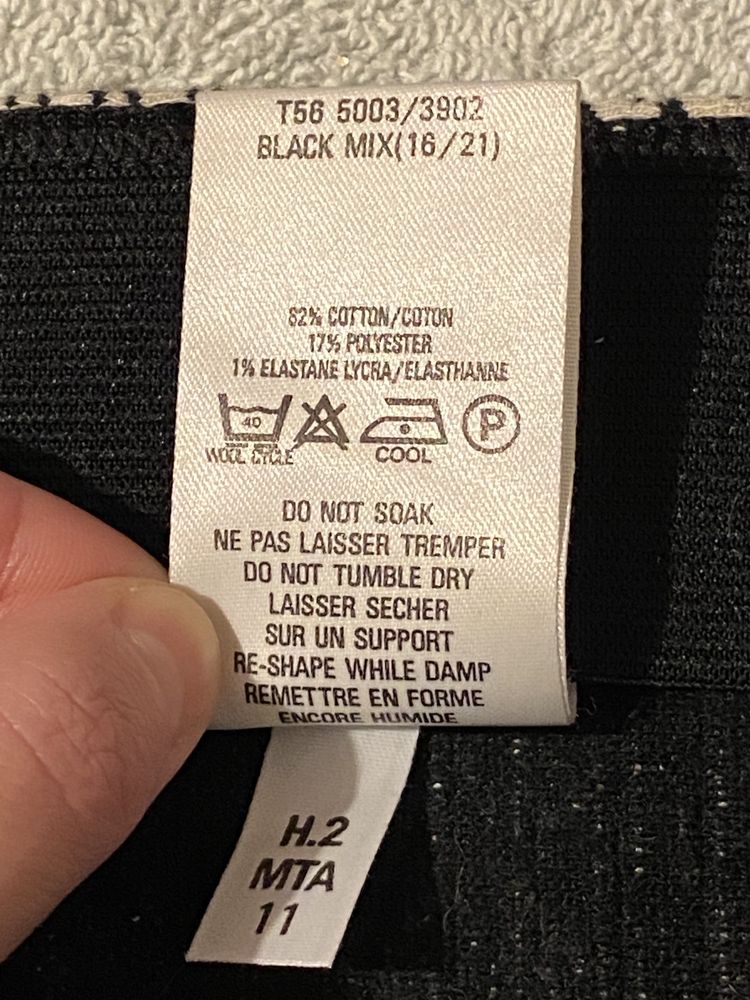 T56 5003/3902
BLACK MIX(16/21)
82% COTTON/COTON
17% POLYESTER
1% ELASTANE LYCRA/ELASTHANNE
40 P
WOOL CYCLE COOL
DO NOT SOAK
NE PAS LAISSER TREMPER
DO NOT TUMBLE DRY
LAISSER SECHER
SUR UN SUPPORT
RE-SHAPE WHILE DAMP
REMETTRE EN FORME
ENCORE HUMIDE
H.2
MTA
11